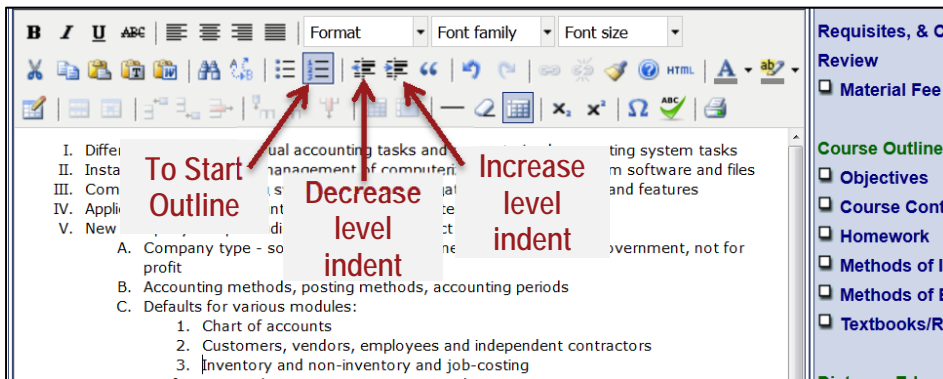 B I U ABC Format Font family Font size
HTML A ab
ABC
To Start Outline
Decrease level indent
Increase level indent
I. Differ ual accounting tasks and ting system tasks
II. Insta management of computeri m software and files
III. Com and features
IV. Appli
V. New
A. Company type - so vernment, not for
profit
B. Accounting methods, posting methods, accounting periods
C. Defaults for various modules:
1. Chart of accounts
2. Customers, vendors, employees and independent contractors
3. Inventory and non-inventory and job-costing
Requisites, & C
Review
Material Fee
Course Outline
Objectives
Course Cont
Homework
Methods of I
Methods of E
Textbooks/R